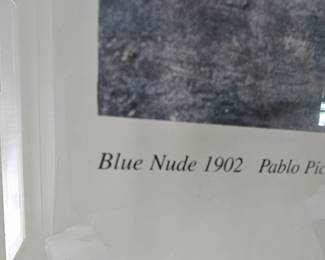 Blue Nude 1902 Pablo Pic